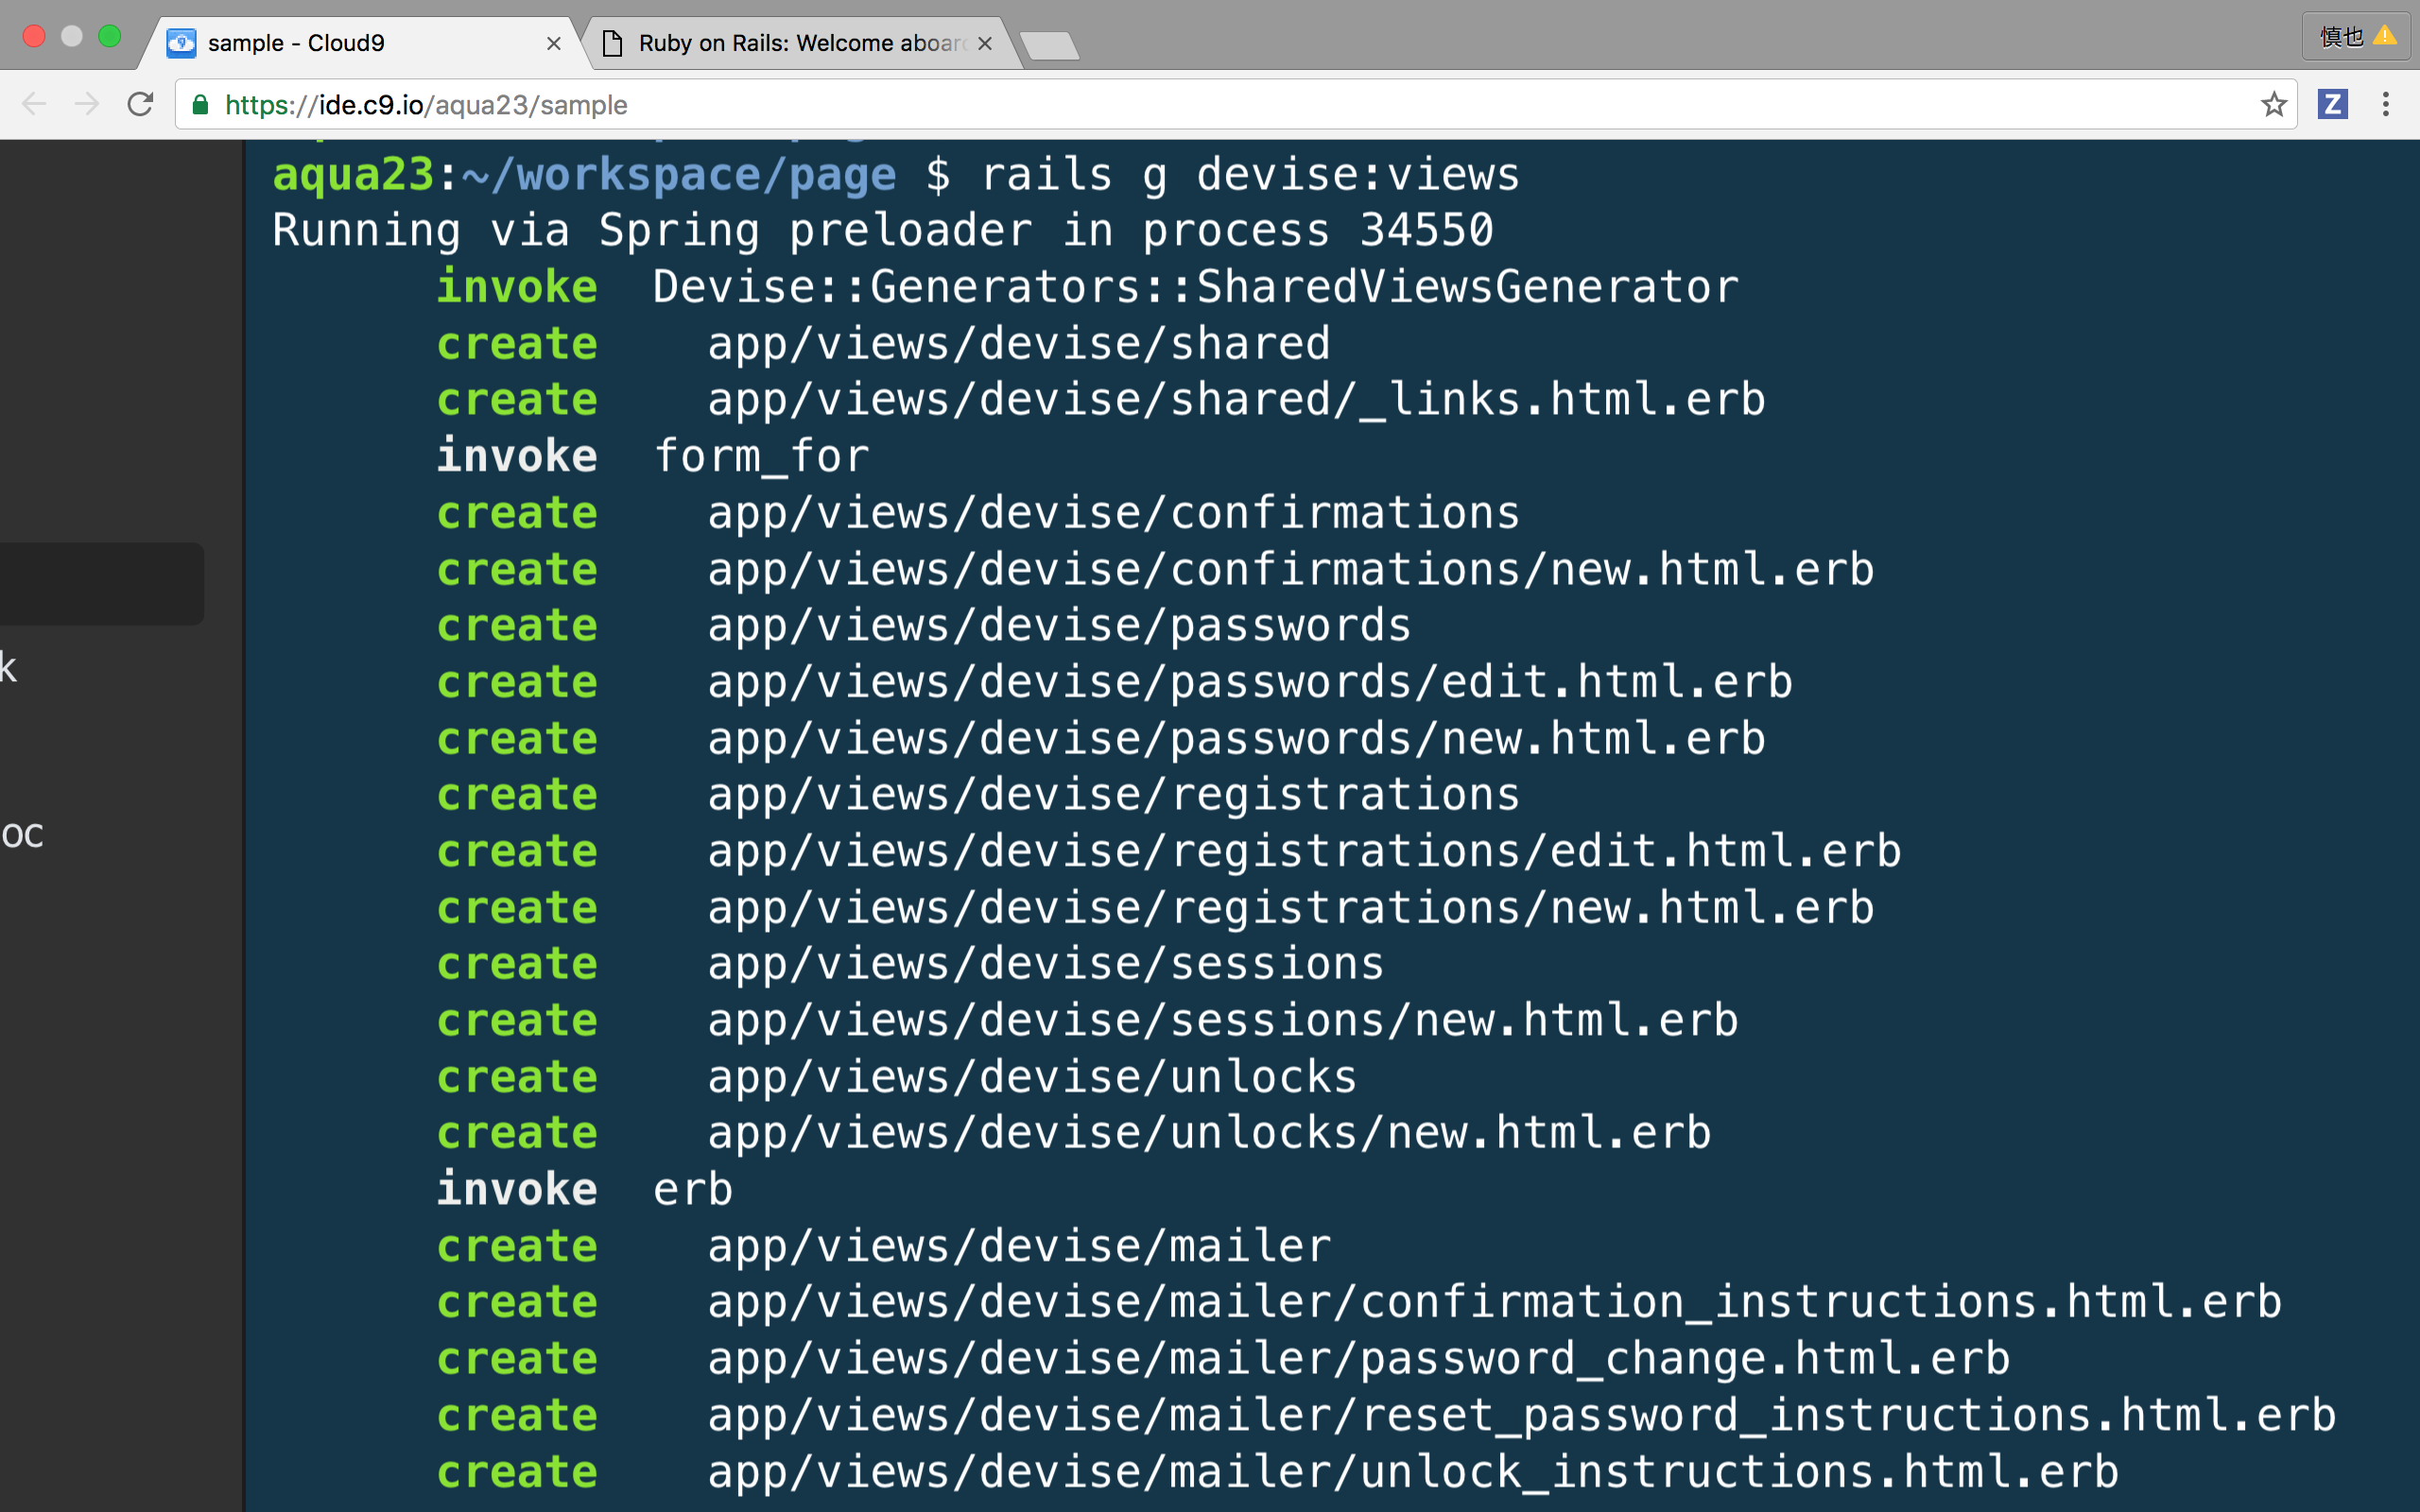 sample - Cloud9
Ruby on Rails: Welcome aboard
慎也
https://ide.c9.io/aqua23/sample
aqua23:~/workspace/page $ rails g devise:views
Running via Spring preloader in process 34550
invoke Devise::Generators::SharedViewsGenerator
create app/views/devise/shared
create app/views/devise/shared/_links.html.erb
invoke form_for
create app/views/devise/confirmations
create app/views/devise/confirmations/new.html.erb
create app/views/devise/passwords
create app/views/devise/passwords/edit.html.erb
k
create app/views/devise/passwords/new.html.erb
create app/views/devise/registrations
oc
create app/views/devise/registrations/edit.html.erb
create app/views/devise/registrations/new.html.erb
create app/views/devise/sessions
create app/views/devise/sessions/new.html.erb
create app/views/devise/unlocks
create app/views/devise/unlocks/new.html.erb
invoke erb
create app/views/devise/mailer
create app/views/devise/mailer/confirmation_instructions.html.erb
create app/views/devise/mailer/password_change.html.erb
create app/views/devise/mailer/reset_password_instructions.html.erb
create app/views/devise/mailer/unlock_instructions.html.erb